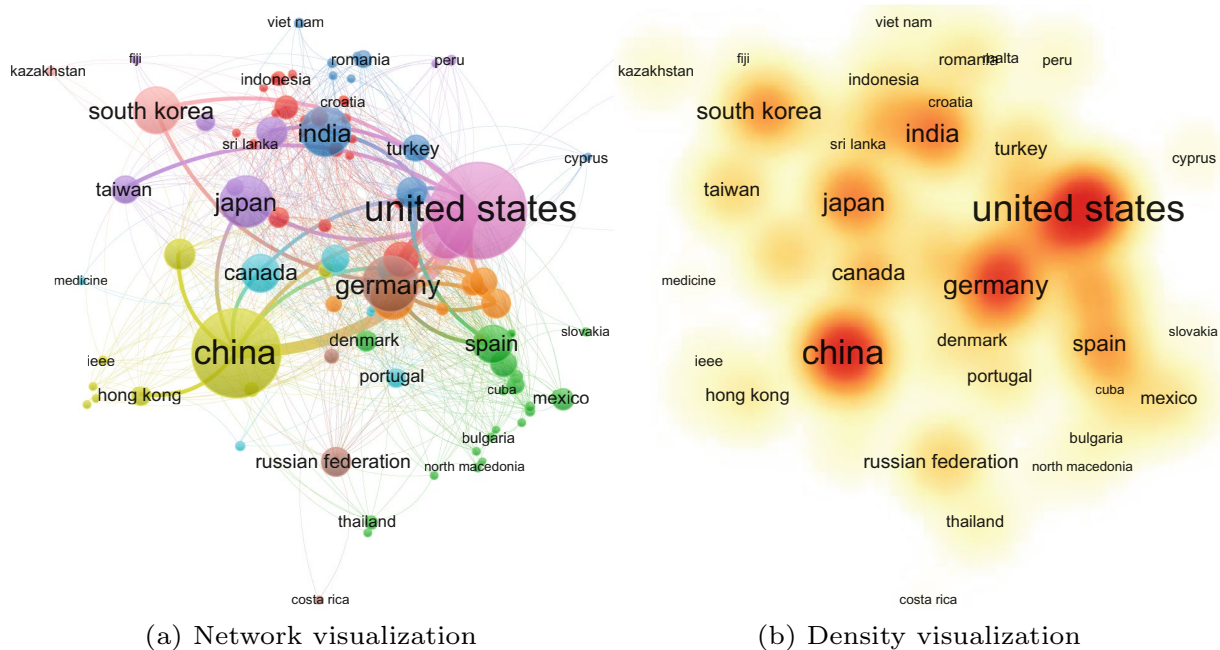 viet nam
fiji
romania
peru
kazakhstan
indonesia
south korea
croatia
india
sri lanka
turkey
cyprus
taiwan
japan
united states
canada
medicine
germany
denmark
slovakia
china
spain
ieee
portugal
hong kong
cuba
mexico
bulgaria
russian federation
north macedonia
thailand
costa rica
(a) Network visualization
viet nam
fiji
romania
malta
peru
kazakhstan
indonesia
south korea
croatia
india
sri lanka
turkey
cyprus
taiwan
japan
united states
canada
medicine
germany
denmark
slovakia
china
spain
ieee
portugal
hong kong
cuba
mexico
bulgaria
russian federation
north macedonia
thailand
costa rica
(b) Density visualization